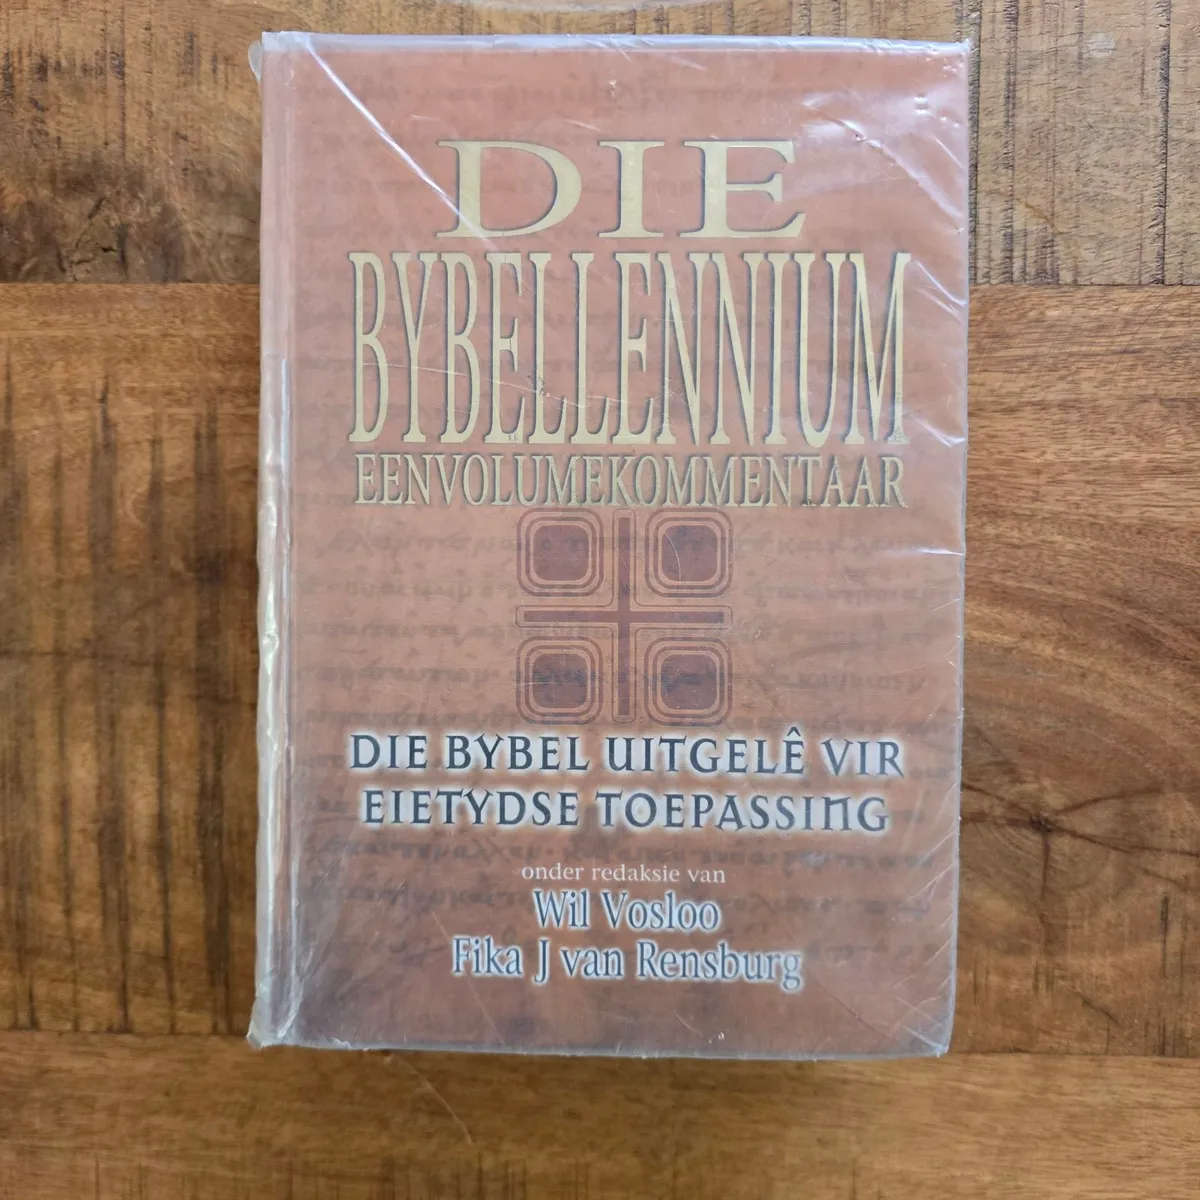 DIE
BYBELLENNIUM
EENVOLUMEKOMMENTAAR
DIE BYBEL UITGELÊ VIR
EIETYDSE TOEPASSING
onder redaksie van
Wil Vosloo
Fika J van Rensburg